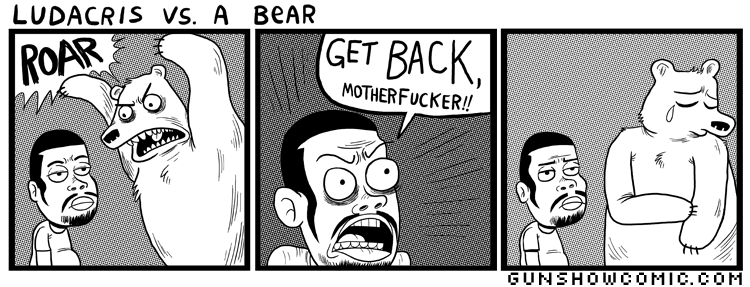 LUDACRIS VS. A BEAR
ROAR
GET BACK,
MOTHERFUCKER!!
GUNSHOWCOMIC.COM